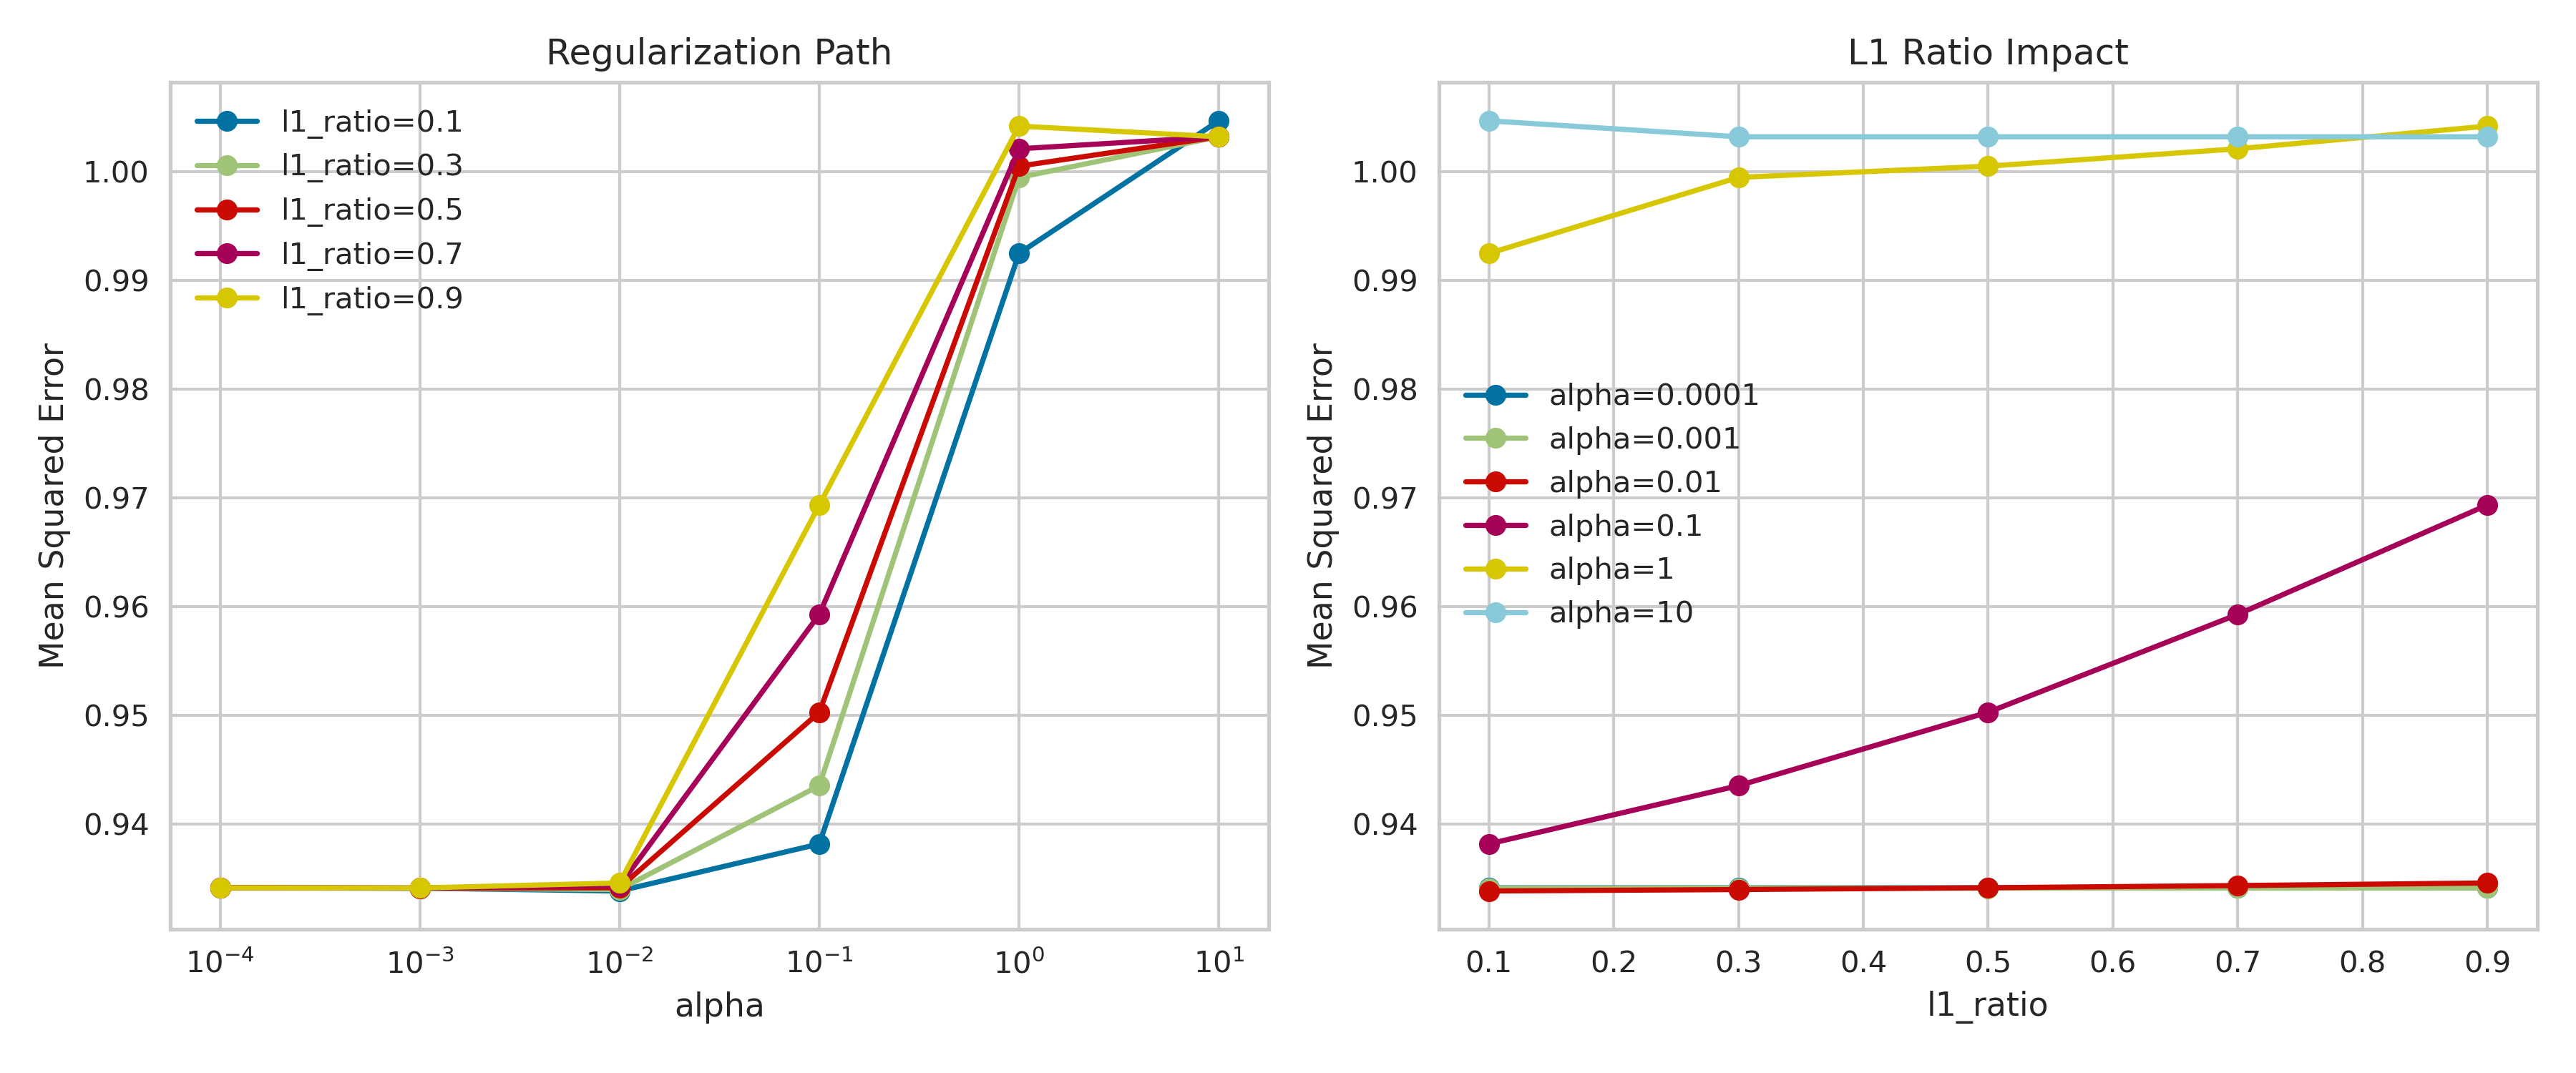 Regularization Path
l1_ratio=0.1
l1_ratio=0.3
l1_ratio=0.5
l1_ratio=0.7
l1_ratio=0.9
1.00
0.99
0.98
0.97
0.96
0.95
0.94
Mean Squared Error
10⁻⁴ 10⁻³ 10⁻² 10⁻¹ 10⁰ 10¹
alpha
L1 Ratio Impact
1.00
0.99
0.98
0.97
0.96
0.95
0.94
Mean Squared Error
alpha=0.0001
alpha=0.001
alpha=0.01
alpha=0.1
alpha=1
alpha=10
0.1 0.2 0.3 0.4 0.5 0.6 0.7 0.8 0.9
l1_ratio